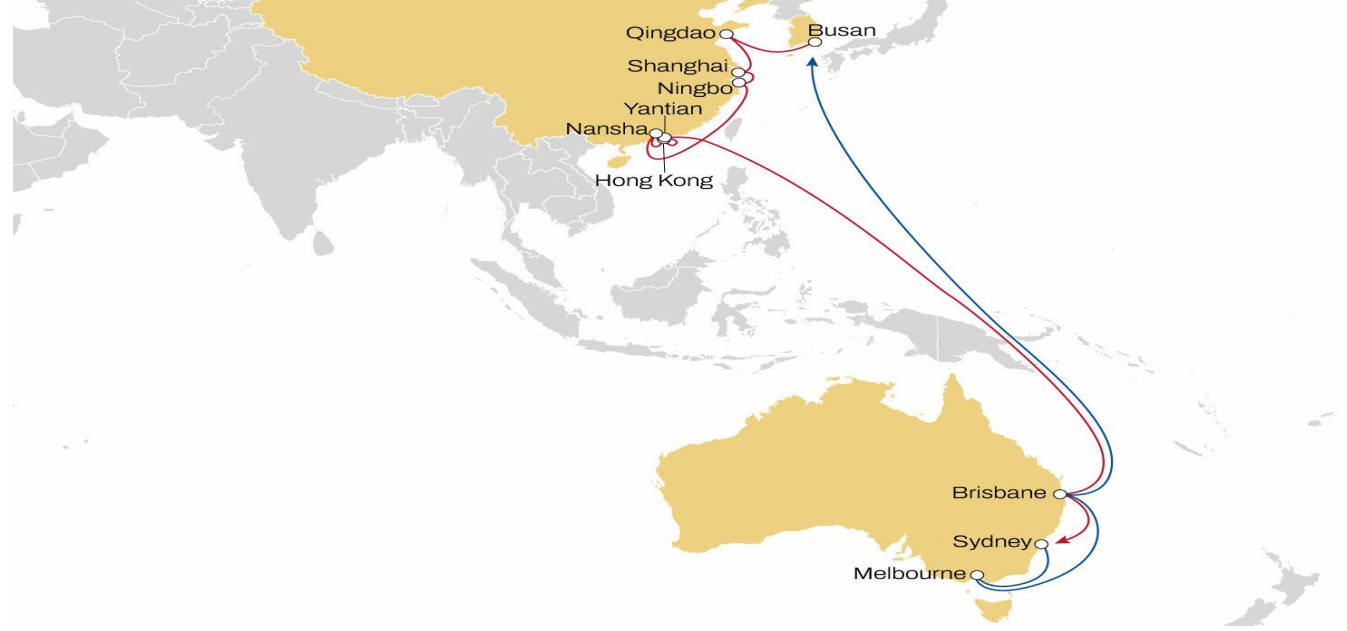 Busan
Qingdao
Shanghai
Ningbo
Yantian
Nansha
Hong Kong
Brisbane
Sydney
Melbourne